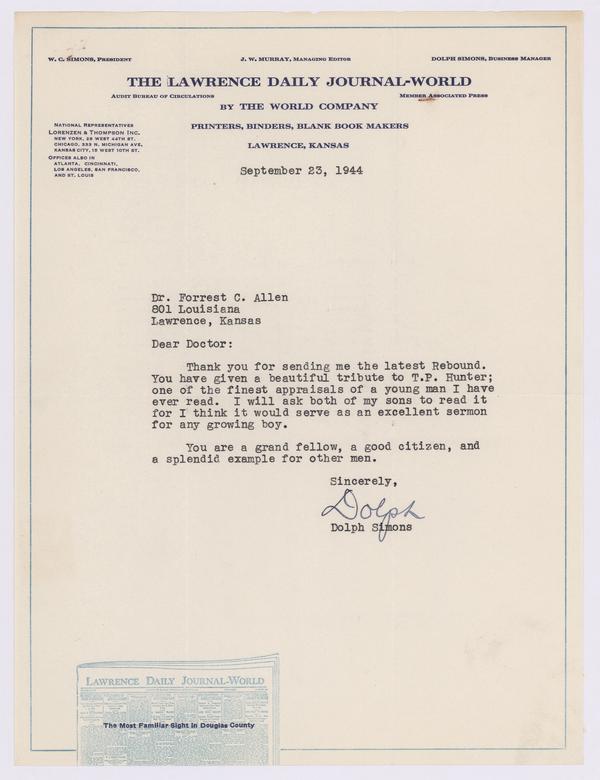 W. C. SIMONS, PRESIDENT
J. W. MURRAY, MANAGING EDITOR
DOLPH SIMONS, BUSINESS MANAGER
THE LAWRENCE DAILY JOURNAL-WORLD
AUDIT BUREAU OF CIRCULATIONS
MEMBER ASSOCIATED PRESS
BY THE WORLD COMPANY
PRINTERS, BINDERS, BLANK BOOK MAKERS
LAWRENCE, KANSAS
NATIONAL REPRESENTATIVES
LORENZEN & THOMPSON INC.
NEW YORK, 28 WEST 44TH ST.
CHICAGO, 333 N. MICHIGAN AVE,
KANSAS CITY, 15 WEST 10TH ST.
OFFICES ALSO IN
ATLANTA, CINCINNATI,
LOS ANGELES, SAN FRANCISCO,
AND ST. LOUIS
September 23, 1944
Dr. Forrest C. Allen
801 Louisiana
Lawrence, Kansas
Dear Doctor:
Thank you for sending me the latest Rebound.
You have given a beautiful tribute to T.P. Hunter;
one of the finest appraisals of a young man I have
ever read. I will ask both of my sons to read it
for I think it would serve as an excellent sermon
for any growing boy.
You are a grand fellow, a good citizen, and
a splendid example for other men.
Sincerely,
Dolph
Dolph Simons
LAWRENCE DAILY JOURNAL-WORLD
The Most Familiar Sight in Douglas County